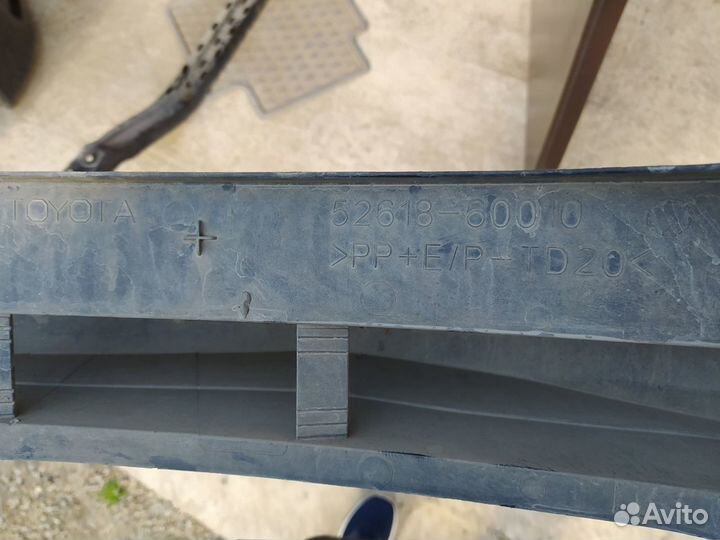 TOYOTA
52618-60010
>PP+E/P-TD20<
Avito